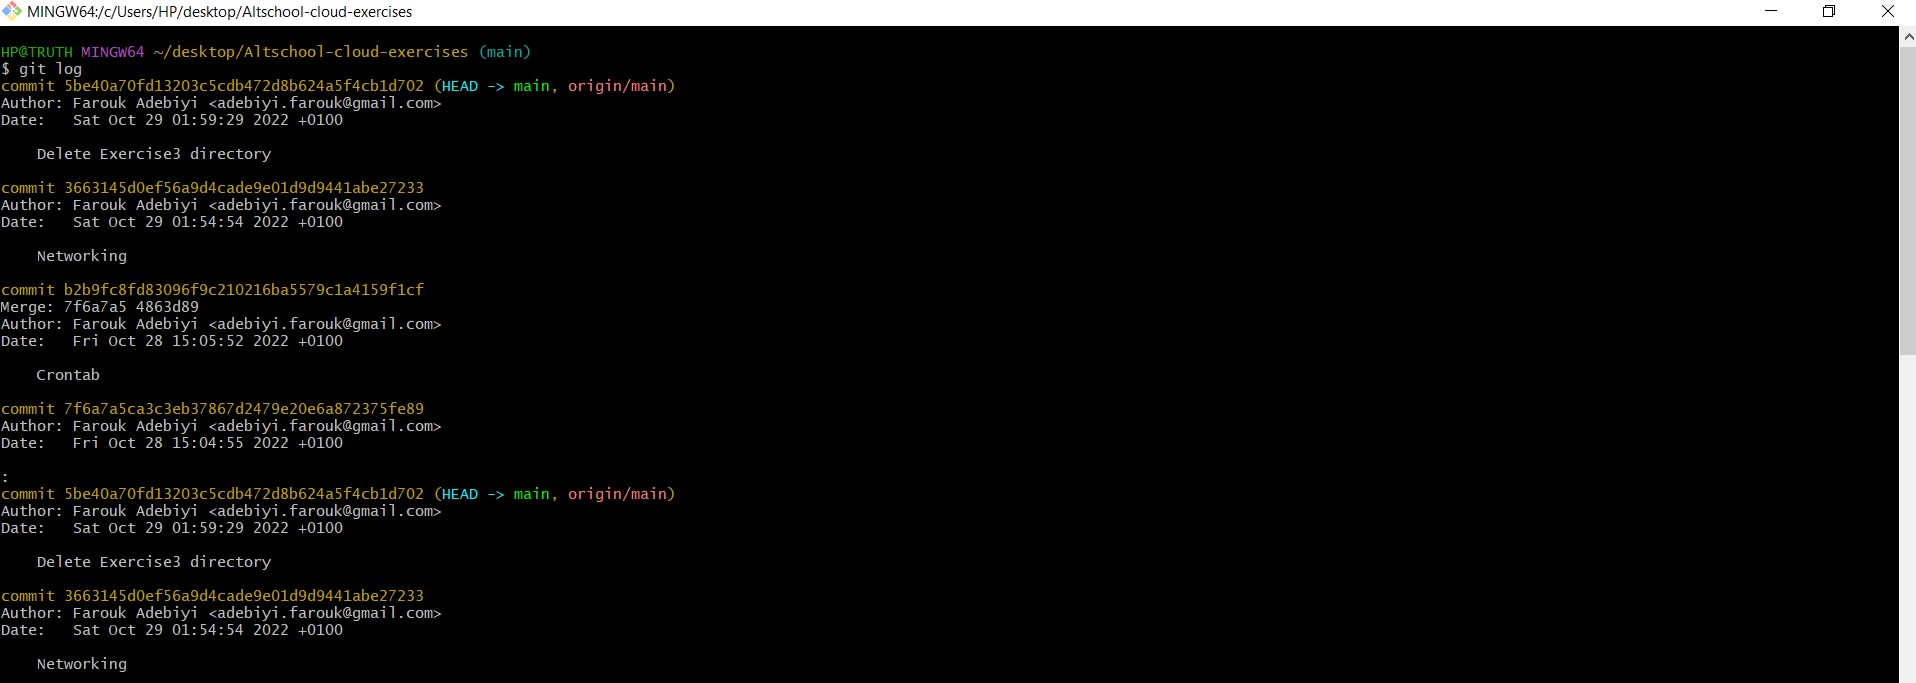 MINGW64:/c/Users/HP/desktop/Altschool-cloud-exercises
HP@TRUTH MINGW64 ~/desktop/Altschool-cloud-exercises (main)
$ git log
commit 5be40a70fd13203c5cdb472d8b624a5f4cb1d702 (HEAD -> main, origin/main)
Author: Farouk Adebiyi <adebiyi.farouk@gmail.com>
Date:   Sat Oct 29 01:59:29 2022 +0100
    Delete Exercise3 directory
commit 3663145d0ef56a9d4cade9e01d9d9441abe27233
Author: Farouk Adebiyi <adebiyi.farouk@gmail.com>
Date:   Sat Oct 29 01:54:54 2022 +0100
    Networking
commit b2b9fc8fd83096f9c210216ba5579c1a4159f1cf
Merge: 7f6a7a5 4863d89
Author: Farouk Adebiyi <adebiyi.farouk@gmail.com>
Date:   Fri Oct 28 15:05:52 2022 +0100
    Crontab
commit 7f6a7a5ca3c3eb37867d2479e20e6a872375fe89
Author: Farouk Adebiyi <adebiyi.farouk@gmail.com>
Date:   Fri Oct 28 15:04:55 2022 +0100
:
commit 5be40a70fd13203c5cdb472d8b624a5f4cb1d702 (HEAD -> main, origin/main)
Author: Farouk Adebiyi <adebiyi.farouk@gmail.com>
Date:   Sat Oct 29 01:59:29 2022 +0100
    Delete Exercise3 directory
commit 3663145d0ef56a9d4cade9e01d9d9441abe27233
Author: Farouk Adebiyi <adebiyi.farouk@gmail.com>
Date:   Sat Oct 29 01:54:54 2022 +0100
    Networking